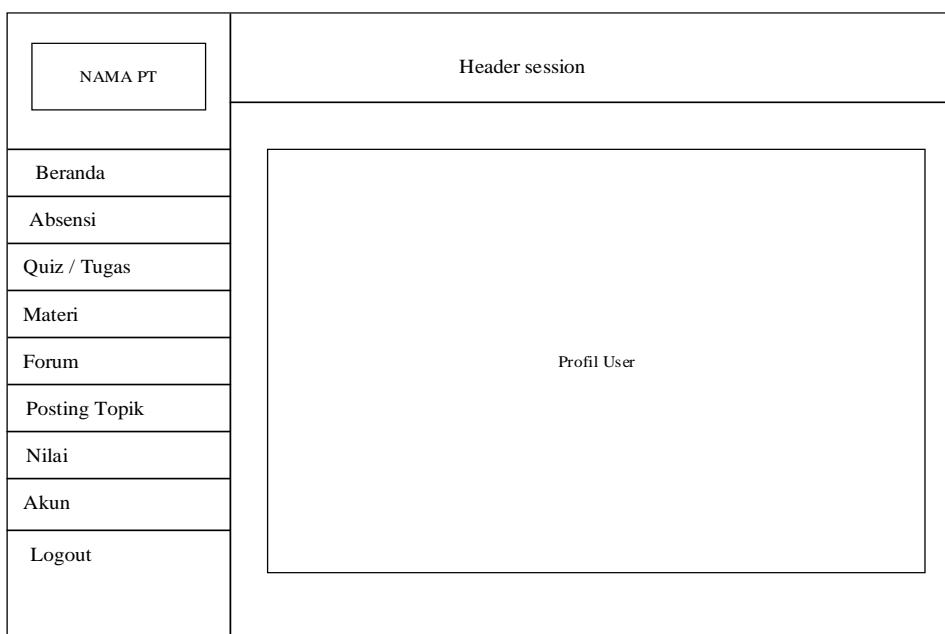 NAMA PT
Header session
Beranda
Absensi
Quiz / Tugas
Materi
Forum
Posting Topik
Nilai
Akun
Logout
Profil User